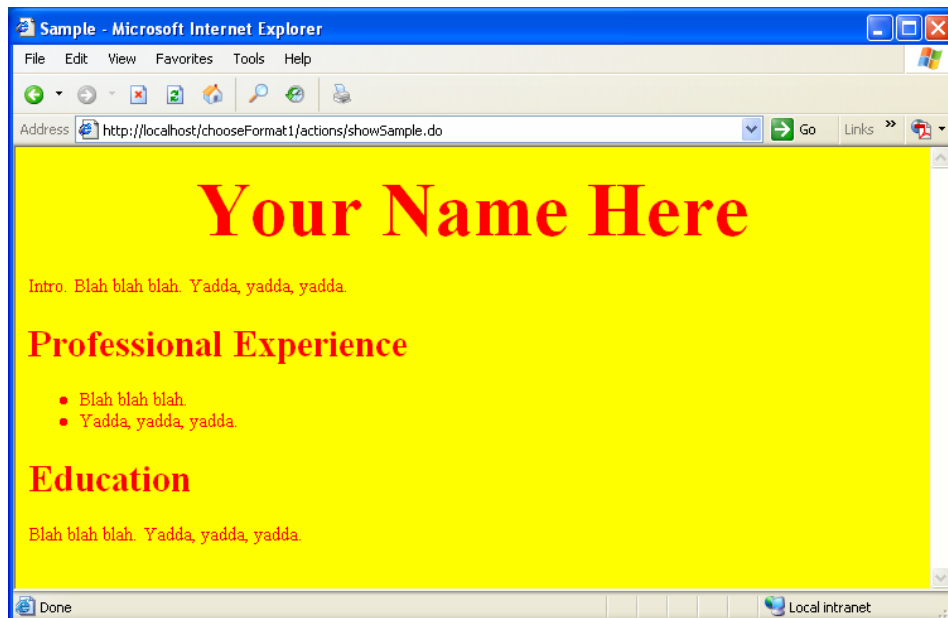 Sample - Microsoft Internet Explorer
File Edit View Favorites Tools Help
Address http://localhost/chooseFormat1/actions/showSample.do Go Links »
Your Name Here
Intro. Blah blah blah. Yadda, yadda, yadda.
Professional Experience
• Blah blah blah.
• Yadda, yadda, yadda.
Education
Blah blah blah. Yadda, yadda, yadda.
Done Local intranet